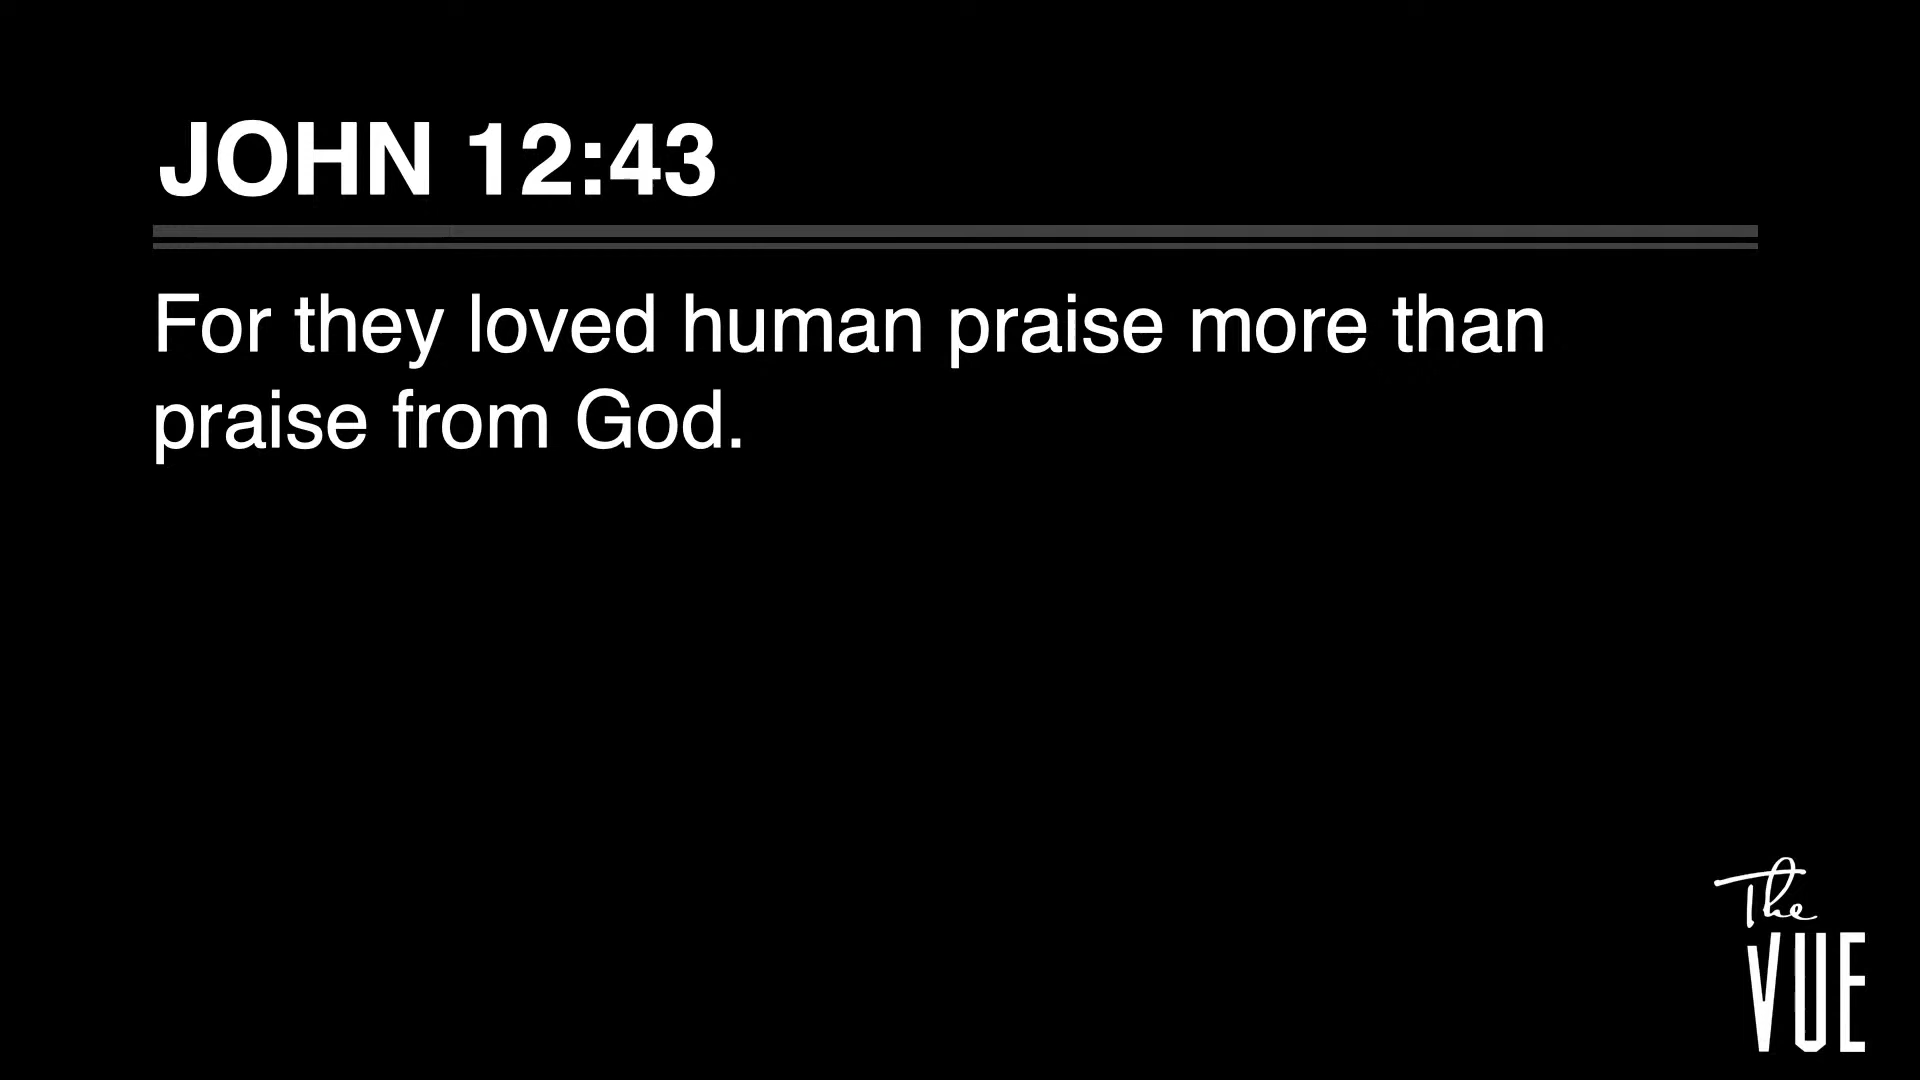 JOHN 12:43
For they loved human praise more than
praise from God.
The
VUE